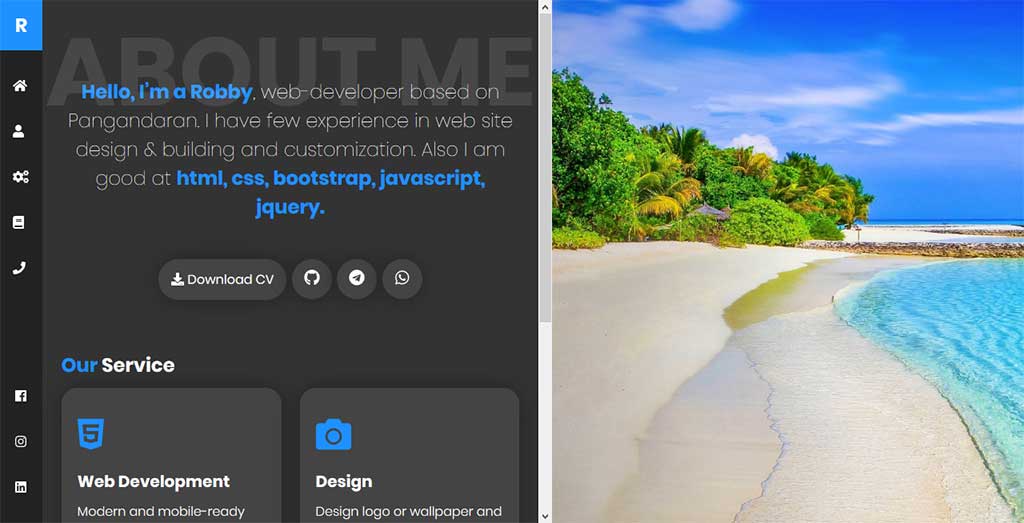 R
ABOUT ME
Hello, I'm a Robby, web-developer based on
Pangandaran. I have few experience in web site
design & building and customization. Also I am
good at html, css, bootstrap, javascript,
jquery.
Download CV
Our Service
Web Development
Design
Modern and mobile-ready
Design logo or wallpaper and